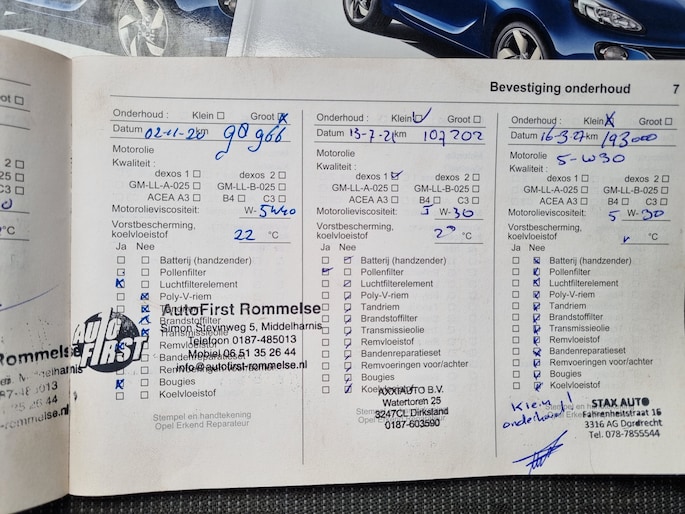 Bevestiging onderhoud 7
Onderhoud : Klein Groot
Datum 02-11-20 km 98966
Motorolie
Kwaliteit :
dexos 1 dexos 2
GM-LL-A-025 GM-LL-B-025
ACEA A3 B4 C3
Motorolieviscositeit: W- 5W40
Vorstbescherming,
koelvloeistof 22 °C
Ja Nee
Batterij (handzender)
Pollenfilter
Luchtfilterelement
Poly-V-riem
Brandstoffilter
Transmissieolie
Remvloeistof
Bandenreparatieset
Remvoeringen
Bougies
Koelvloeistof
AutoFirst Rommelse
Simon Stevinweg 5, Middelharnis
Telefoon 0187-485013
Mobiel 06 51 35 26 44
info@autofirst-rommelse.nl
Auto
FIRST
Stempel en handtekening
Opel Erkend Reparateur
Onderhoud : Klein Groot
Datum 13-7-21 km 107202
Motorolie
Kwaliteit :
dexos 1 dexos 2
GM-LL-A-025 GM-LL-B-025
ACEA A3 B4 C3
Motorolieviscositeit: 5 W- 30
Vorstbescherming,
koelvloeistof °C
Ja Nee
Batterij (handzender)
Pollenfilter
Luchtfilterelement
Poly-V-riem
Tandriem
Brandstoffilter
Transmissieolie
Remvloeistof
Bandenreparatieset
Remvoeringen voor/achter
Bougies
Koelvloeistof
AXXIAUTO B.V.
Watertoren 25
3247CL Dirksland
0187-603590
Onderhoud : Klein Groot
Datum km 193000
Motorolie 5-W30
Kwaliteit :
dexos 1 dexos 2
GM-LL-A-025 GM-LL-B-025
ACEA A3 B4 C3
Motorolieviscositeit: 5 W- 30
Vorstbescherming,
koelvloeistof °C
Ja Nee
Batterij (handzender)
Pollenfilter
Luchtfilterelement
Poly-V-riem
Tandriem
Brandstoffilter
Transmissieolie
Remvloeistof
Bandenreparatieset
Remvoeringen voor/achter
Bougies
Koelvloeistof
Klein
onderhoud!
STAX AUTO
Fahrenheitstraat 16
3316 AG Dordrecht
Tel. 078-7855544